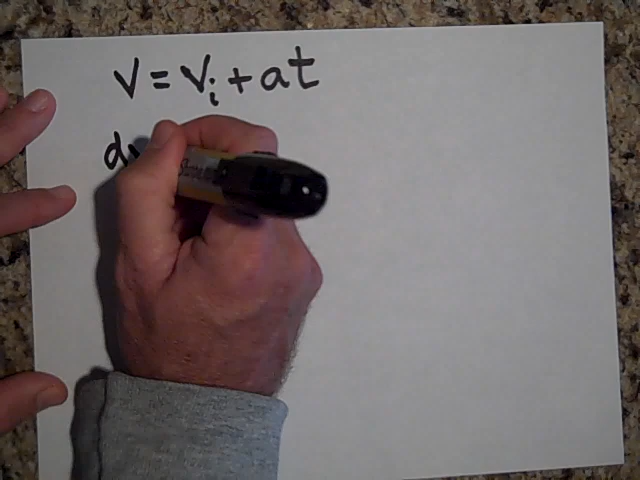 v = vᵢ + at
d